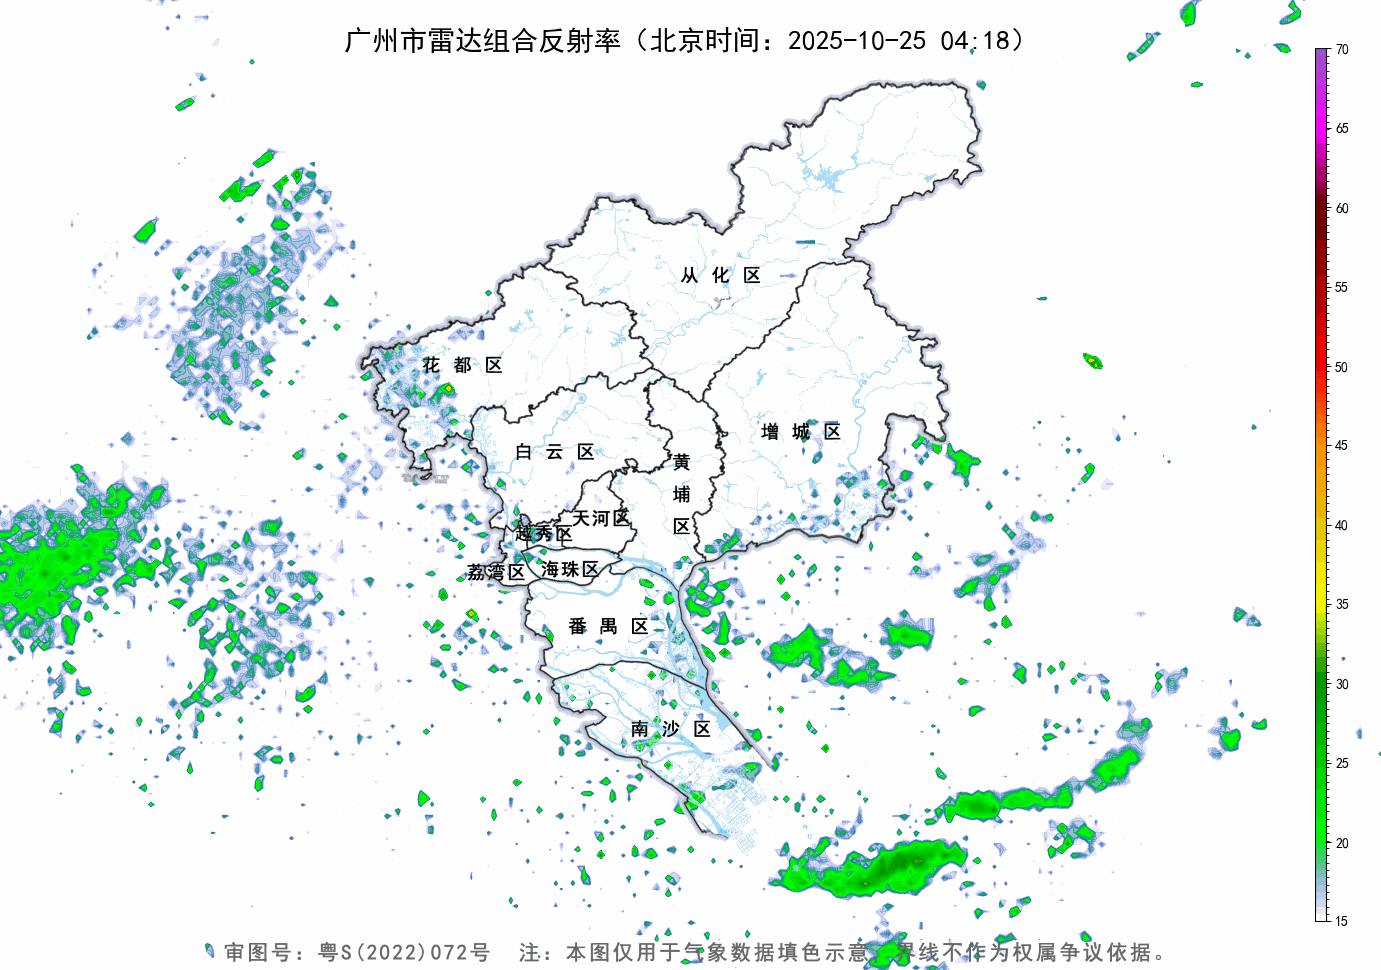 广州市雷达组合反射率（北京时间：2025-10-25 04:18）
70
65
60
55
50
45
40
35
30
25
20
15
从化区
花都区
增城区
白云区
黄埔区
天河区
越秀区
荔湾区
海珠区
番禺区
南沙区
审图号：粤S(2022)072号 注：本图仅用于气象数据填色示意，界线不作为权属争议依据。